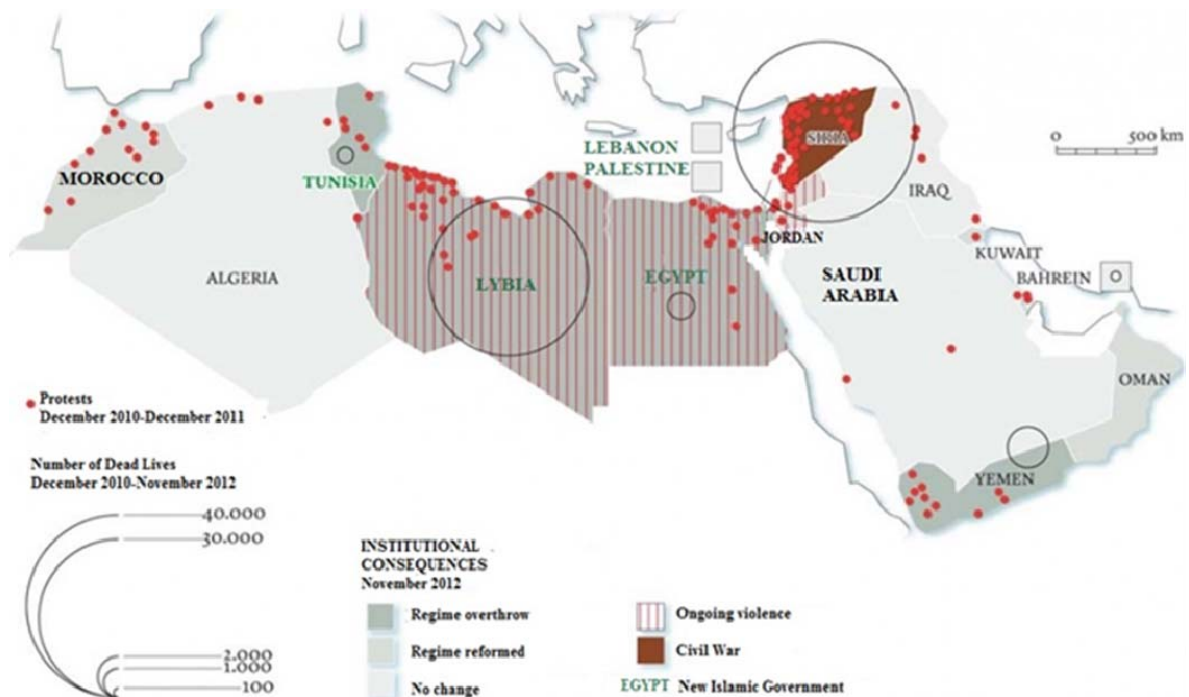 LEBANON
PALESTINE
SIRIA
0 500 km
MOROCCO
TUNISIA
IRAQ
JORDAN
KUWAIT
ALGERIA
LYBIA
EGYPT
SAUDI
ARABIA
BAHREIN
OMAN
YEMEN
Protests
December 2010-December 2011
Number of Dead Lives
December 2010-November 2012
40.000
30.000
2.000
1.000
100
INSTITUTIONAL
CONSEQUENCES
November 2012
Regime overthrow
Regime reformed
No change
Ongoing violence
Civil War
EGYPT New Islamic Government